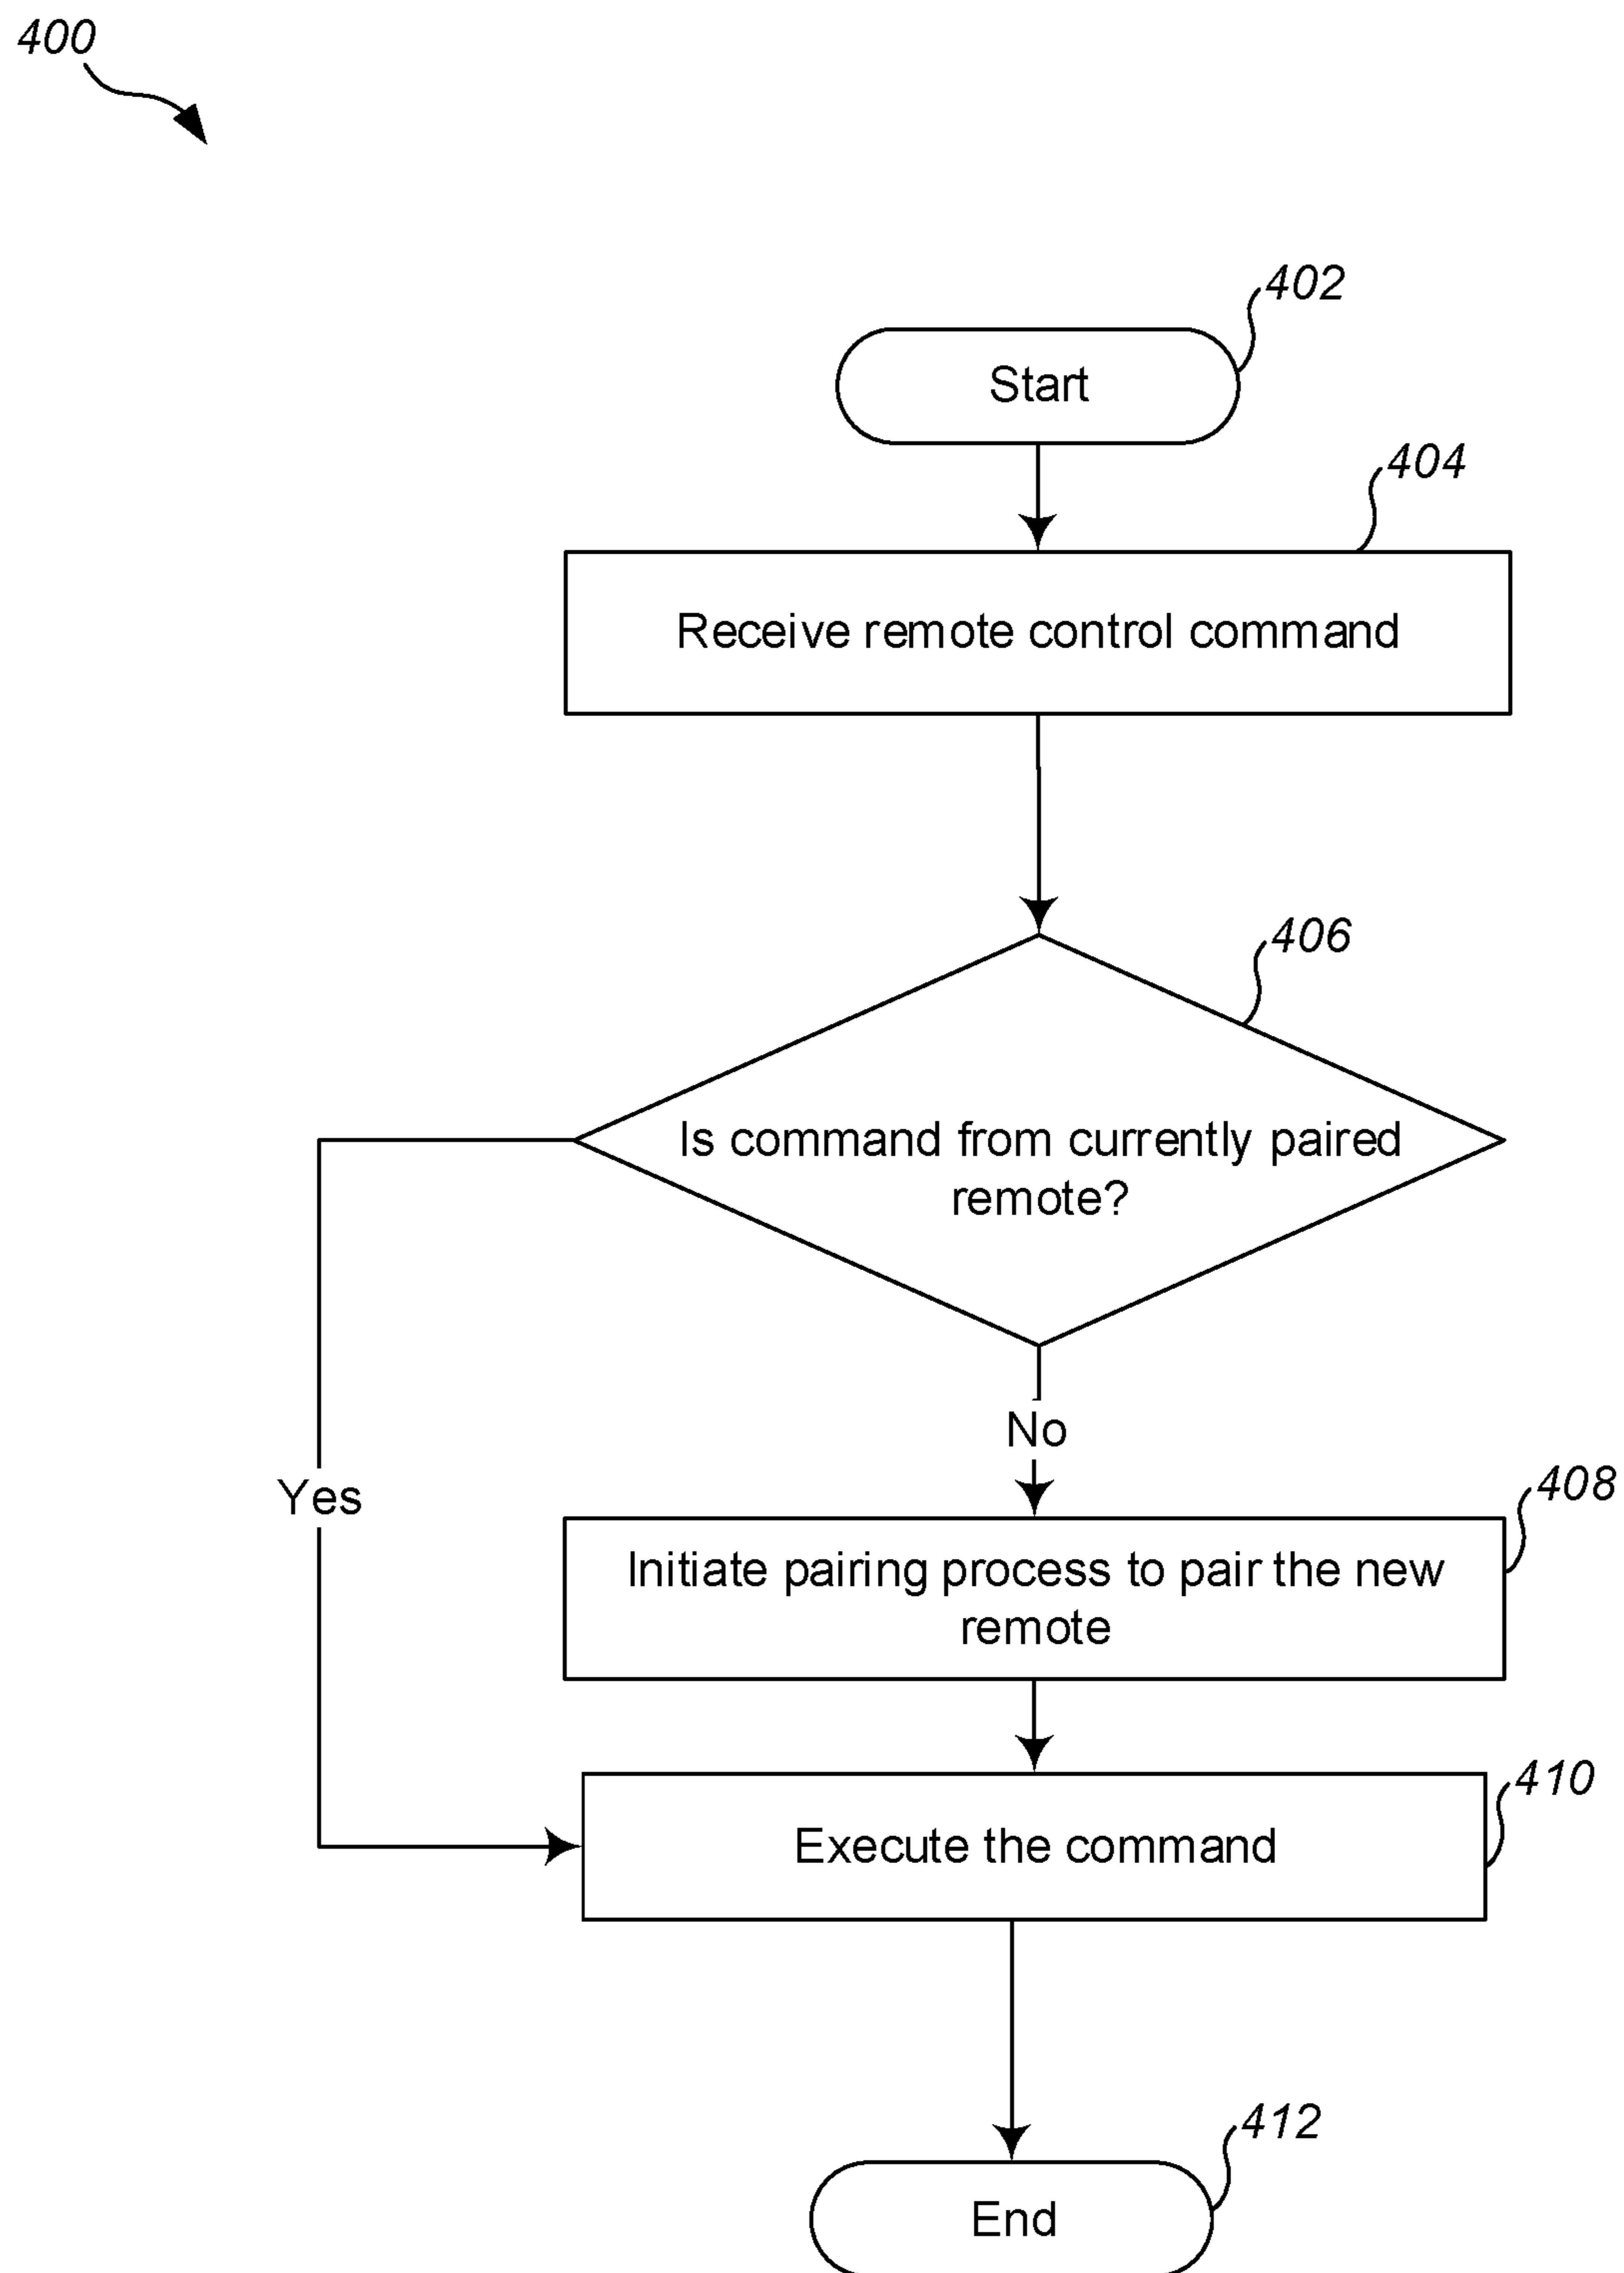 400
402
Start
404
Receive remote control command
406
Is command from currently paired
remote?
No
Yes
408
Initiate pairing process to pair the new
remote
410
Execute the command
412
End